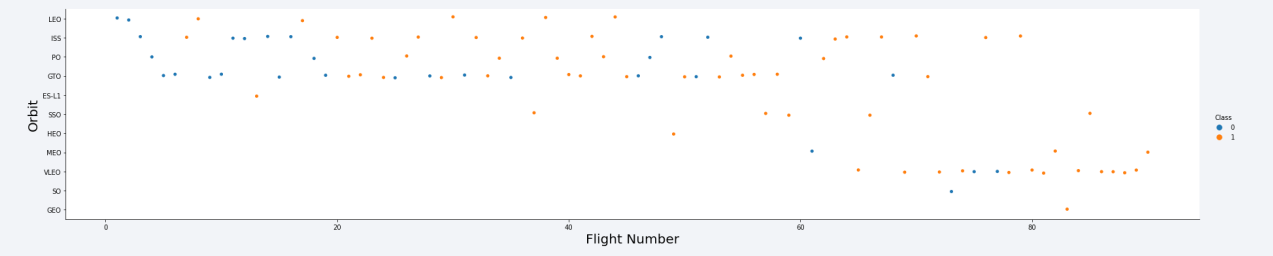 LEO
ISS
PO
GTO
ES-L1
SSO
HEO
MEO
VLEO
SO
GEO
Orbit
0 20 40 60 80
Flight Number
Class
0
1